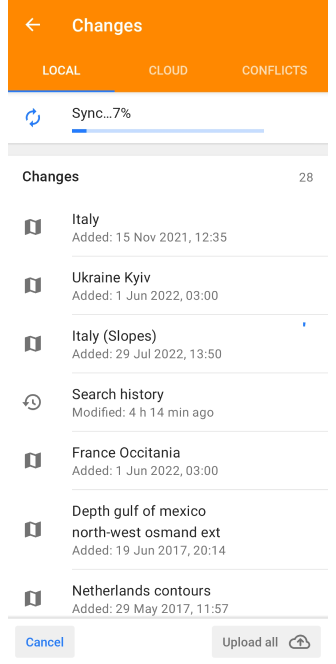 Changes
LOCAL
CLOUD
CONFLICTS
Sync...7%
Changes
28
Italy
Added: 15 Nov 2021, 12:35
Ukraine Kyiv
Added: 1 Jun 2022, 03:00
Italy (Slopes)
Added: 29 Jul 2022, 13:50
Search history
Modified: 4 h 14 min ago
France Occitania
Added: 1 Jun 2022, 03:00
Depth gulf of mexico
north-west osmand ext
Added: 19 Jun 2017, 20:14
Netherlands contours
Added: 29 May 2017, 11:57
Cancel
Upload all